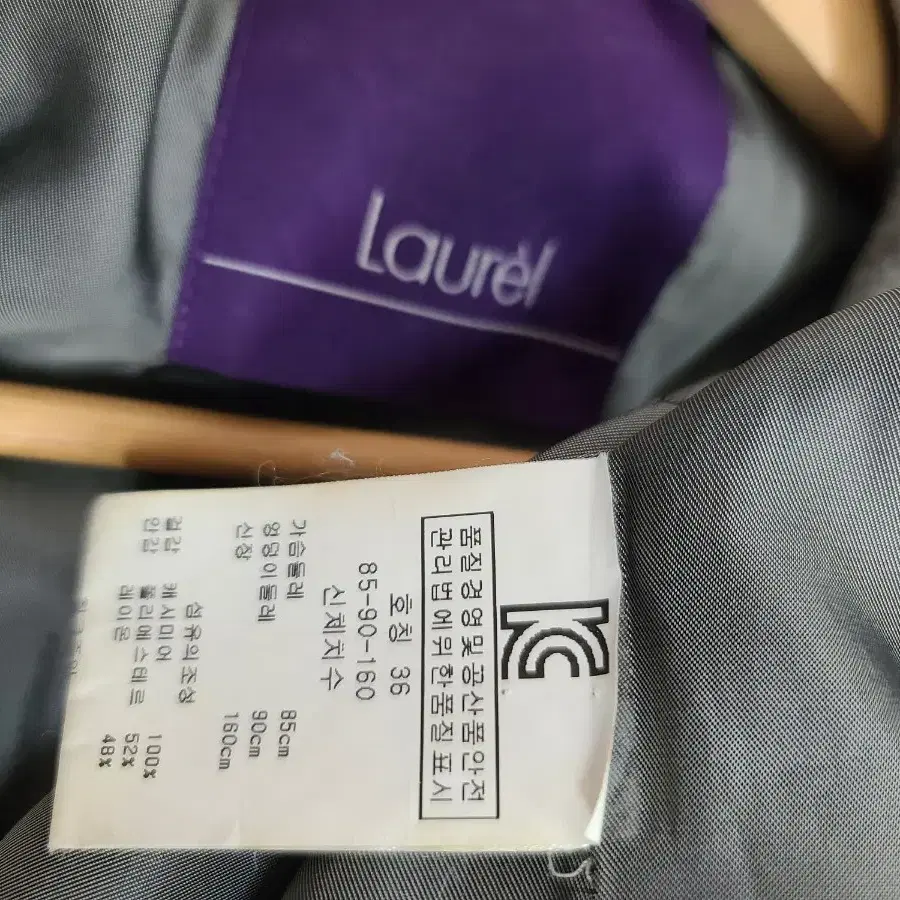 Laurèl
KC
품질경영및공산품안전
관리법에위한품질표시
호칭 36
85-90-160
신체치수
가슴둘레 85cm
엉덩이둘레 90cm
신장 160cm
섬유의조성
겉감 캐시미어 100%
안감 폴리에스테르 52%
레이온 48%